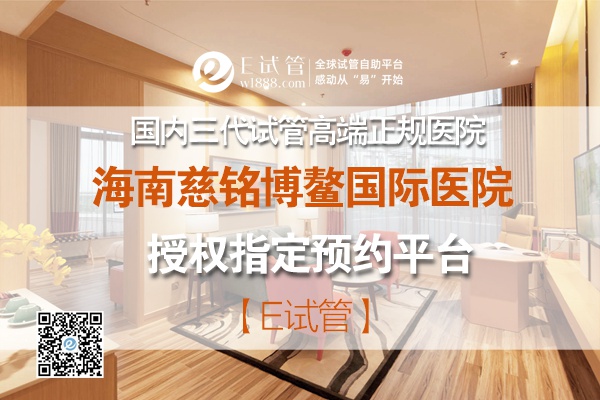 E试管
w1888.com
全球试管自助平台
感动从“易”开始
国内三代试管高端正规医院
海南慈铭博鳌国际医院
授权指定预约平台
【E试管】